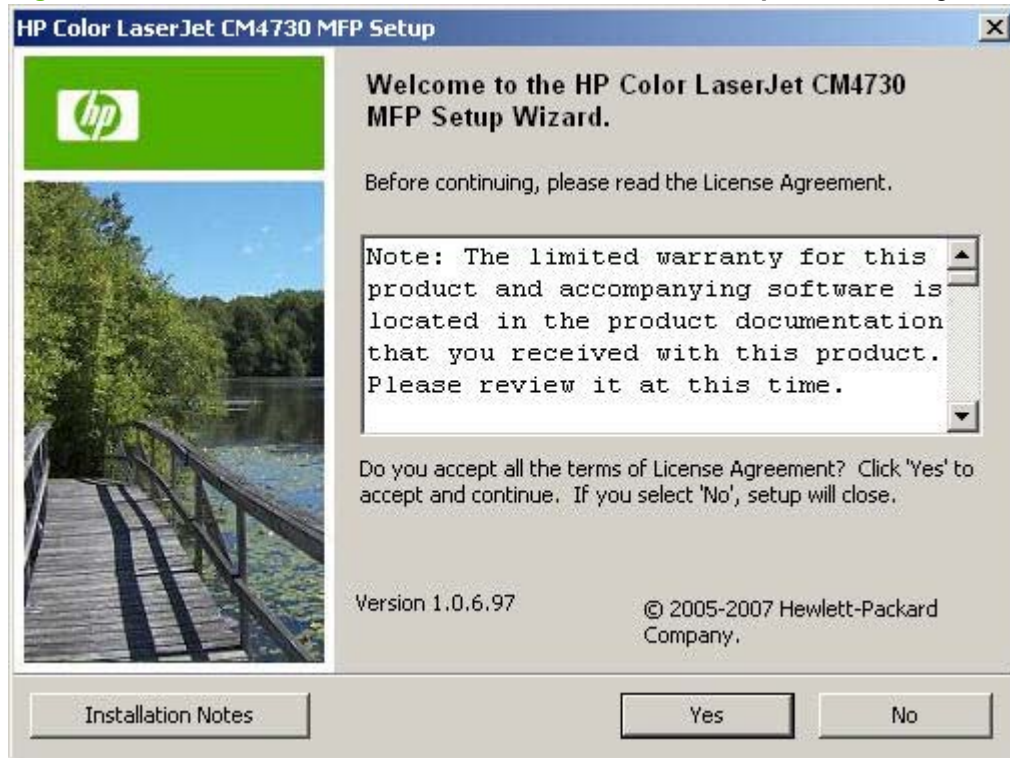 HP Color LaserJet CM4730 MFP Setup
hp
Welcome to the HP Color LaserJet CM4730
MFP Setup Wizard.
Before continuing, please read the License Agreement.
Note: The limited warranty for this
product and accompanying software is
located in the product documentation
that you received with this product.
Please review it at this time.
Do you accept all the terms of License Agreement? Click 'Yes' to
accept and continue. If you select 'No', setup will close.
Version 1.0.6.97
© 2005-2007 Hewlett-Packard
Company.
Installation Notes
Yes
No